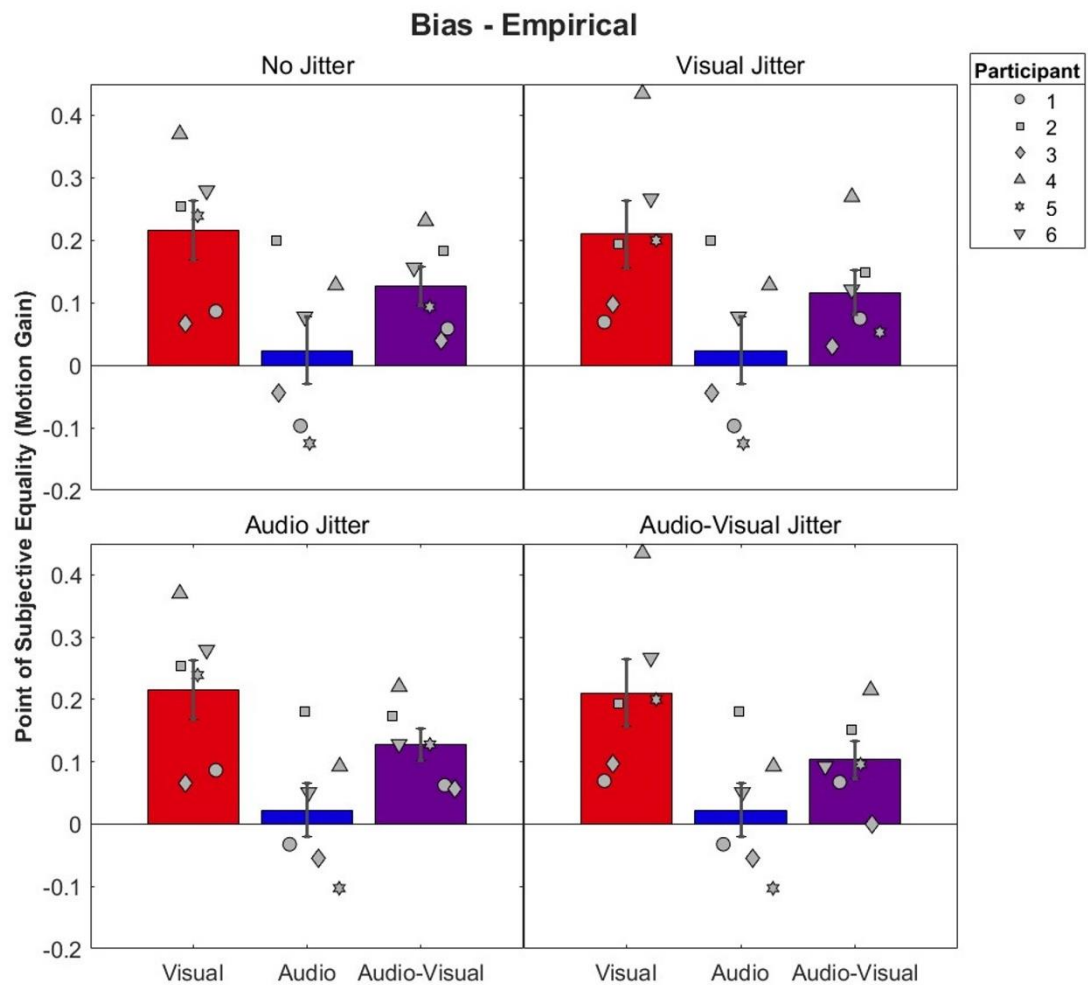 Bias - Empirical
No Jitter
Visual Jitter
Participant
1
2
3
4
5
6
Point of Subjective Equality (Motion Gain)
0.4
0.3
0.2
0.1
0
-0.1
-0.2
Audio Jitter
Audio-Visual Jitter
0.4
0.3
0.2
0.1
0
-0.1
-0.2
Visual Audio Audio-Visual Visual Audio Audio-Visual